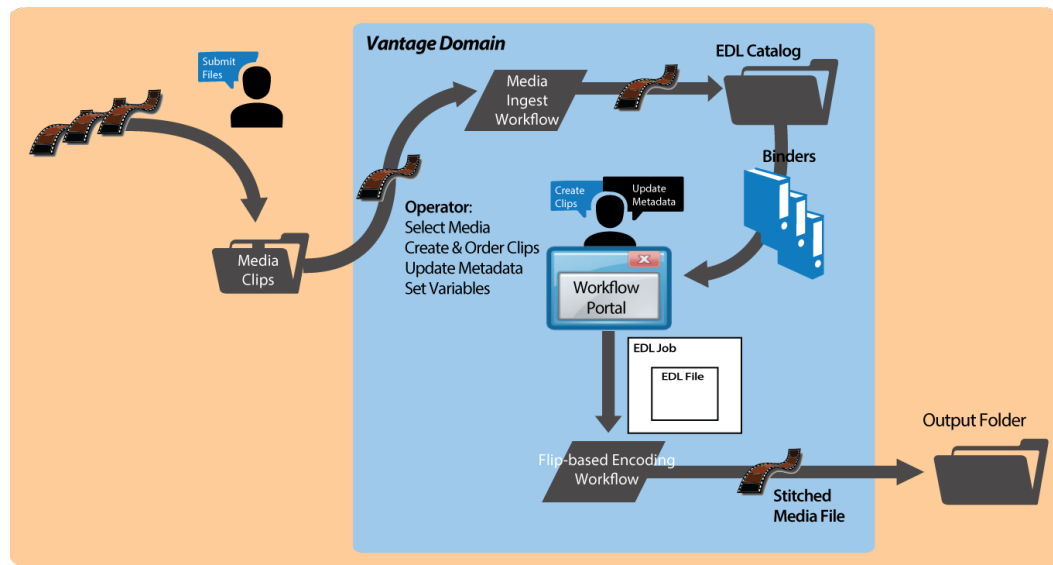 Vantage Domain
EDL Catalog
Submit
Files
Media
Ingest
Workflow
Binders
Create
Clips
Update
Metadata
Operator:
Select Media
Create & Order Clips
Update Metadata
Set Variables
Media
Clips
X
Workflow
Portal
EDL Job
EDL File
Output Folder
Flip-based Encoding
Workflow
Stitched
Media File